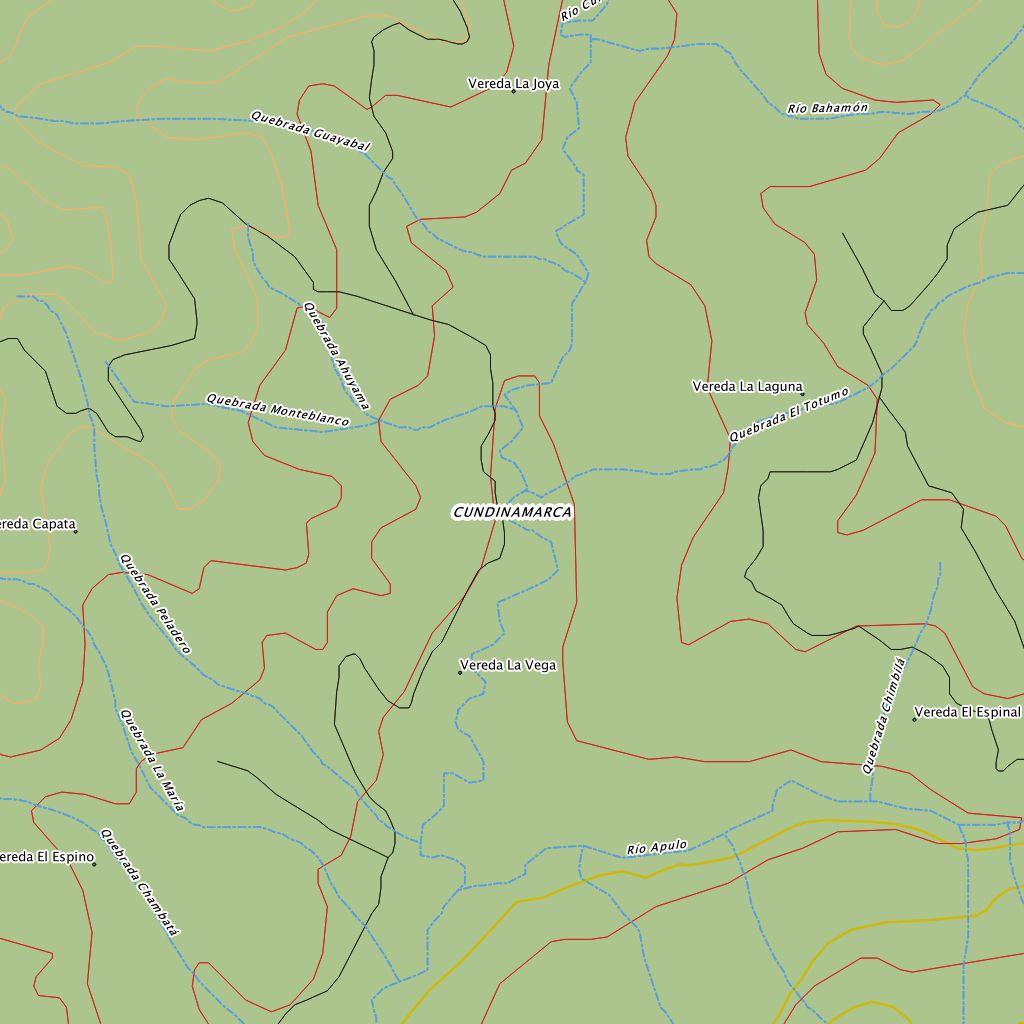 Vereda La Joya
Río Bahamón
Quebrada Guayabal
Quebrada Ahuyama
Vereda La Laguna
Quebrada El Totumo
Quebrada Monteblanco
CUNDINAMARCA
ereda Capata
Quebrada Peladero
Vereda La Vega
Quebrada Chimbilá
Vereda El Espinal
Quebrada La María
Río Apulo
ereda El Espino
Quebrada Chambatá